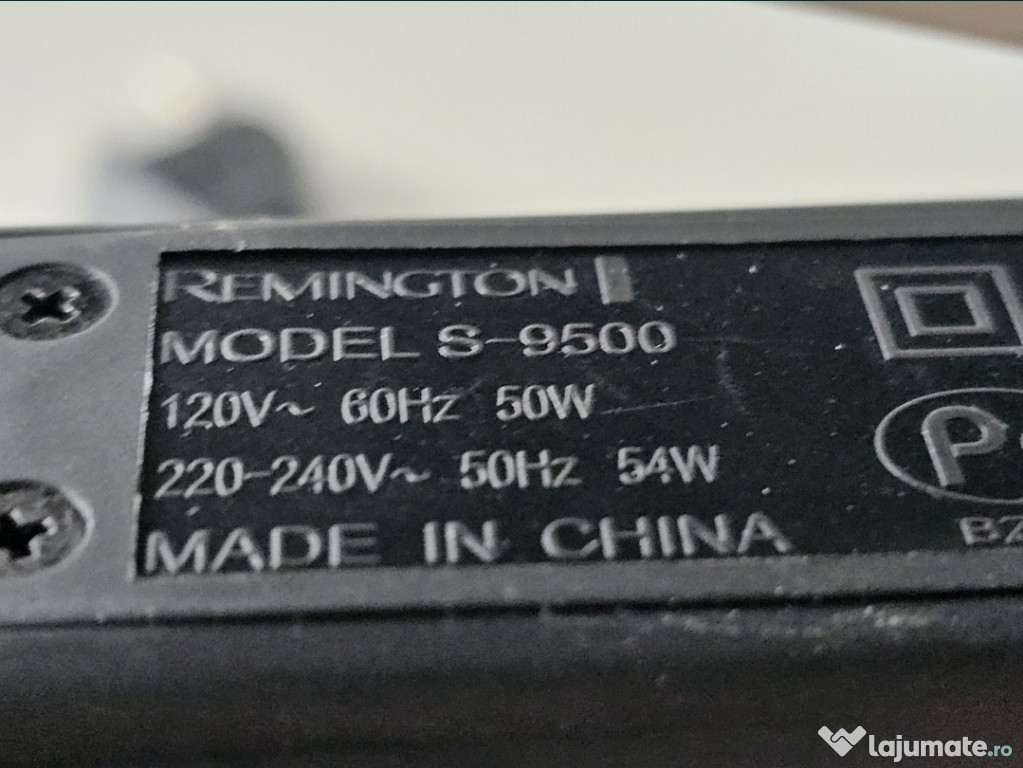 REMINGTON
MODEL S-9500
120V~ 60Hz 50W
220-240V~ 50Hz 54W
MADE IN CHINA
P
lajumate.ro